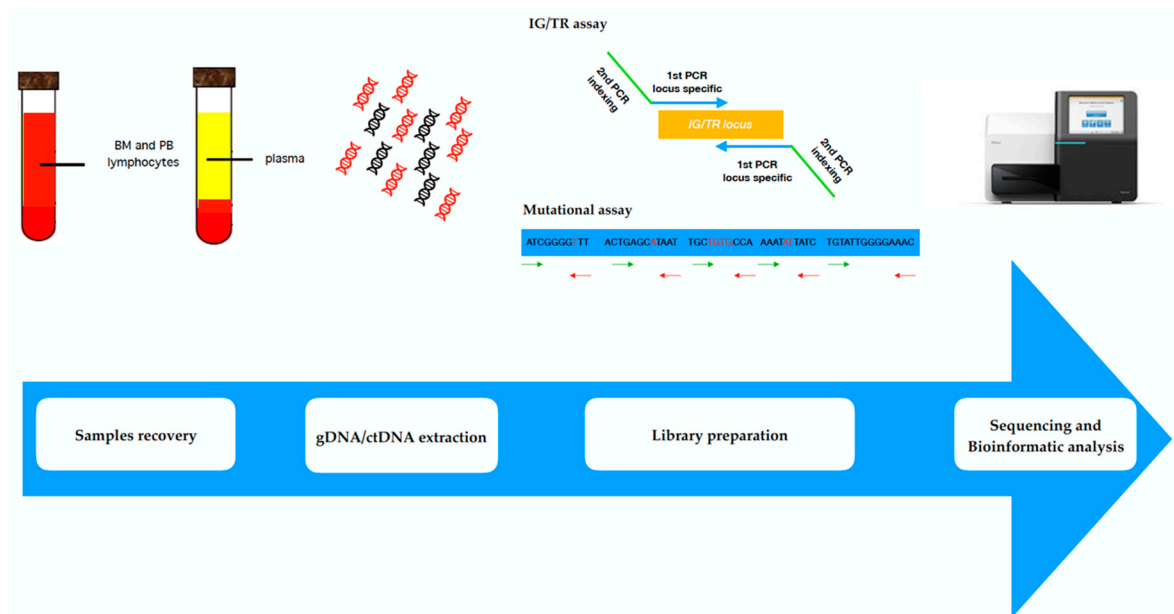 IG/TR assay
BM and PB
lymphocytes
plasma
2nd PCR
indexing
1st PCR
locus specific
IG/TR locus
1st PCR
locus specific
2nd PCR
indexing
Mutational assay
ATCGGGGTTT ACTGAGCATAAT TGCTGTGCCA AAATATTATC TGTATTGGGGAAAC
Samples recovery
gDNA/ctDNA extraction
Library preparation
Sequencing and
Bioinformatic analysis